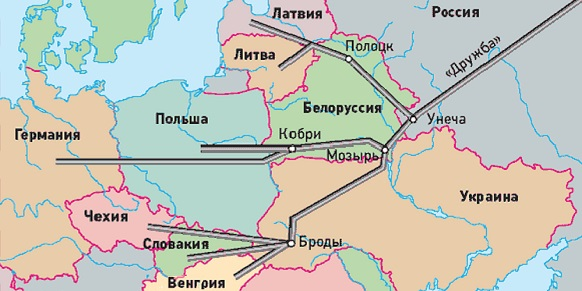 Латвия
Россия
Литва
Полоцк
«Дружба»
Белоруссия
Польша
Унеча
Германия
Кобри
Мозырь
Украина
Чехия
Словакия
Броды
Венгрия